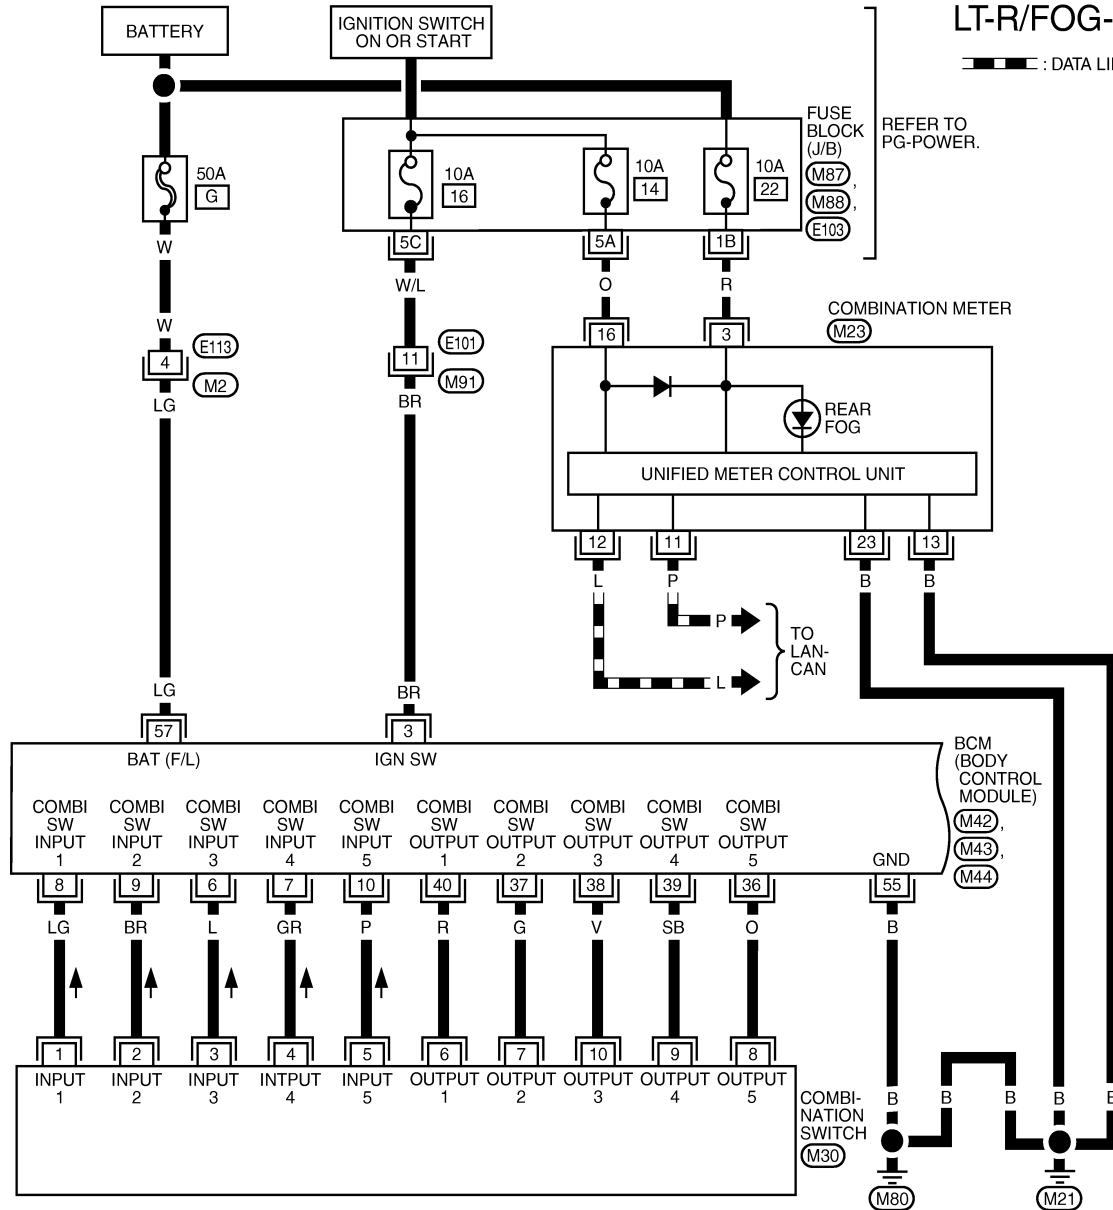 LT-R/FOG-
: DATA LI
BATTERY
IGNITION SWITCH
ON OR START
REFER TO
PG-POWER.
FUSE
BLOCK
(J/B)
M87 ,
M88 ,
E103
50A
G
10A
16
10A
14
10A
22
5C
5A
1B
W
W/L
O
R
W
4
E113
M2
11
E101
M91
16
3
COMBINATION METER
M23
LG
BR
REAR
FOG
UNIFIED METER CONTROL UNIT
12
11
23
13
L
P
B
B
P
L
TO
LAN-
CAN
LG
BR
57
3
BAT (F/L)
IGN SW
BCM
(BODY
CONTROL
MODULE)
M42 ,
M43 ,
M44
COMBI
SW
INPUT
1
COMBI
SW
INPUT
2
COMBI
SW
INPUT
3
COMBI
SW
INPUT
4
COMBI
SW
INPUT
5
COMBI
SW
OUTPUT
1
COMBI
SW
OUTPUT
2
COMBI
SW
OUTPUT
3
COMBI
SW
OUTPUT
4
COMBI
SW
OUTPUT
5
GND
8
9
6
7
10
40
37
38
39
36
55
LG
BR
L
GR
P
R
G
V
SB
O
B
1
2
3
4
5
6
7
10
9
8
INPUT
1
INPUT
2
INPUT
3
INTPUT
4
INPUT
5
OUTPUT
1
OUTPUT
2
OUTPUT
3
OUTPUT
4
OUTPUT
5
COMBI-
NATION
SWITCH
M30
B
B
B
B
B
M80
M21